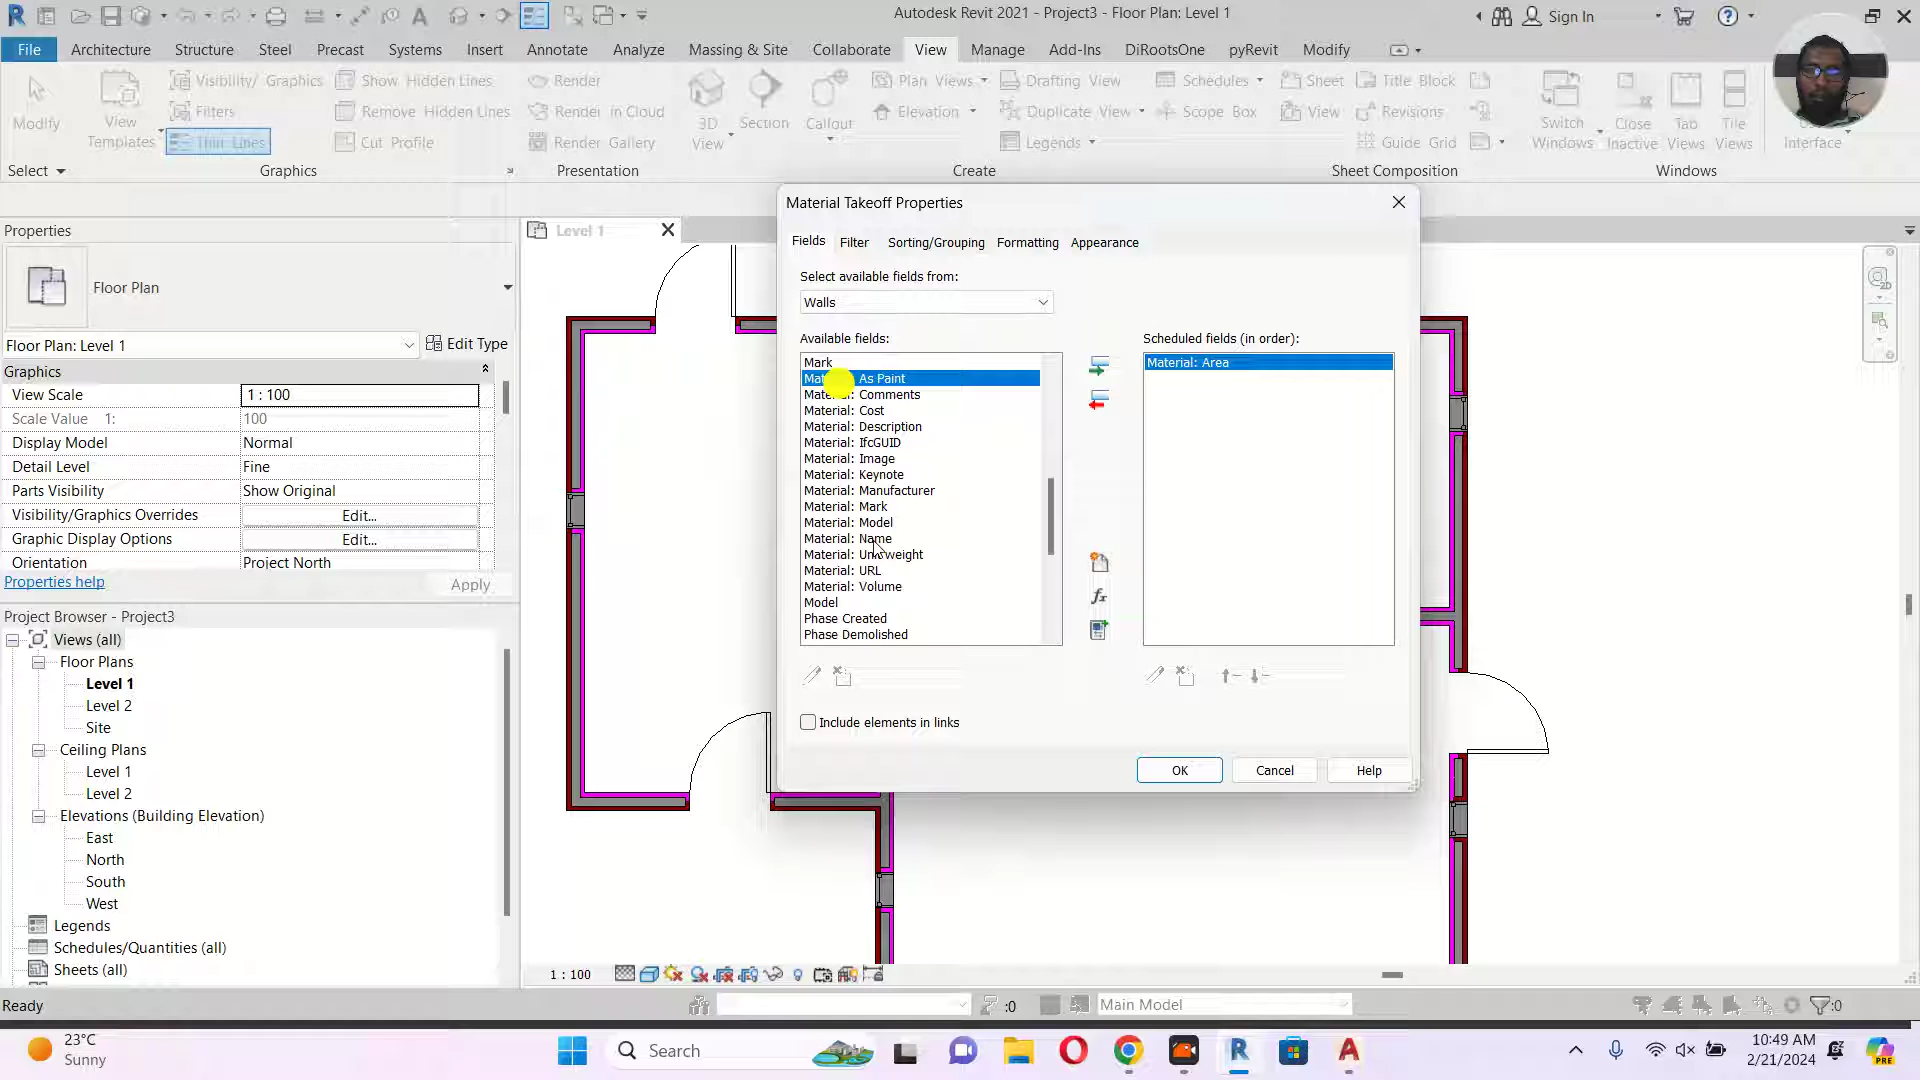 Autodesk Revit 2021 - Project3 - Floor Plan: Level 1
Sign In
File Architecture Structure Steel Precast Systems Insert Annotate Analyze Massing & Site Collaborate View Manage Add-Ins DiRootsOne pyRevit Modify
Modify
View Templates
Visibility/ Graphics
Filters
Thin Lines
Show Hidden Lines
Remove Hidden Lines
Cut Profile
Render
Render in Cloud
Render Gallery
3D View
Section
Callout
Plan Views
Elevation
Drafting View
Duplicate View
Legends
Schedules
Scope Box
Sheet
View
Title Block
Revisions
Guide Grid
Switch Windows
Close Inactive
Tab Views
Tile Views
Interface
Select Graphics Presentation Create Sheet Composition Windows
Properties
Floor Plan
Floor Plan: Level 1 Edit Type
Graphics
View Scale 1 : 100
Scale Value 1: 100
Display Model Normal
Detail Level Fine
Parts Visibility Show Original
Visibility/Graphics Overrides Edit...
Graphic Display Options Edit...
Orientation Project North
Properties help Apply
Project Browser - Project3
Views (all)
Floor Plans
Level 1
Level 2
Site
Ceiling Plans
Level 1
Level 2
Elevations (Building Elevation)
East
North
South
West
Legends
Schedules/Quantities (all)
Sheets (all)
Level 1
Material Takeoff Properties
Fields Filter Sorting/Grouping Formatting Appearance
Select available fields from:
Walls
Available fields:
Mark
As Paint
Material: Comments
Material: Cost
Material: Description
Material: IfcGUID
Material: Image
Material: Keynote
Material: Manufacturer
Material: Mark
Material: Model
Material: Name
Material: Unit weight
Material: URL
Material: Volume
Model
Phase Created
Phase Demolished
Scheduled fields (in order):
Material: Area
Include elements in links
OK Cancel Help
1 : 100
Ready
:0
Main Model
:0
23°C
Sunny
Search
10:49 AM
2/21/2024
PRE